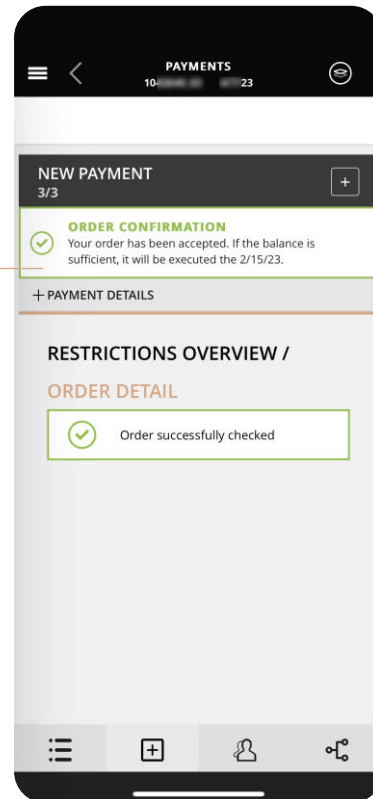 PAYMENTS
23
NEW PAYMENT
3/3
ORDER CONFIRMATION
Your order has been accepted. If the balance is
sufficient, it will be executed the 2/15/23.
PAYMENT DETAILS
RESTRICTIONS OVERVIEW /
ORDER DETAIL
Order successfully checked